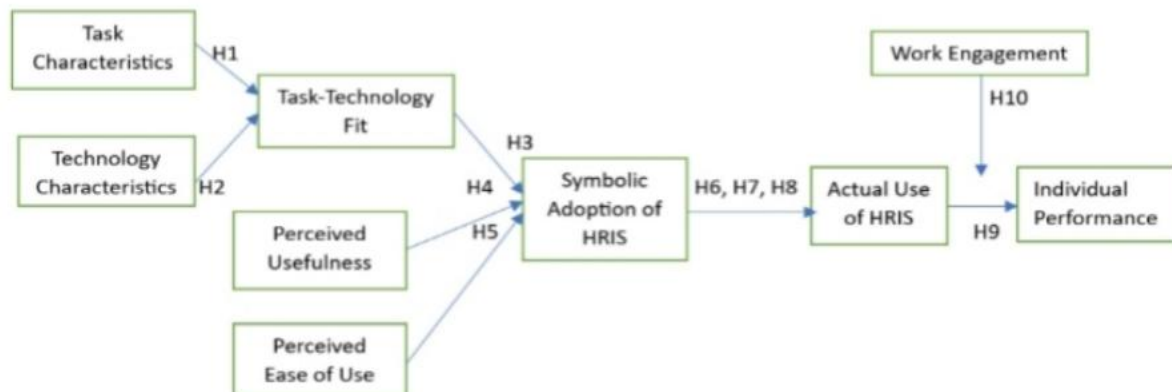 Task
Characteristics
H1
Work Engagement
H10
Task-Technology
Fit
H3
Technology
Characteristics
H2
H4
Symbolic
Adoption of
HRIS
H6, H7, H8
Actual Use
of HRIS
H9
Individual
Performance
Perceived
Usefulness
H5
Perceived
Ease of Use